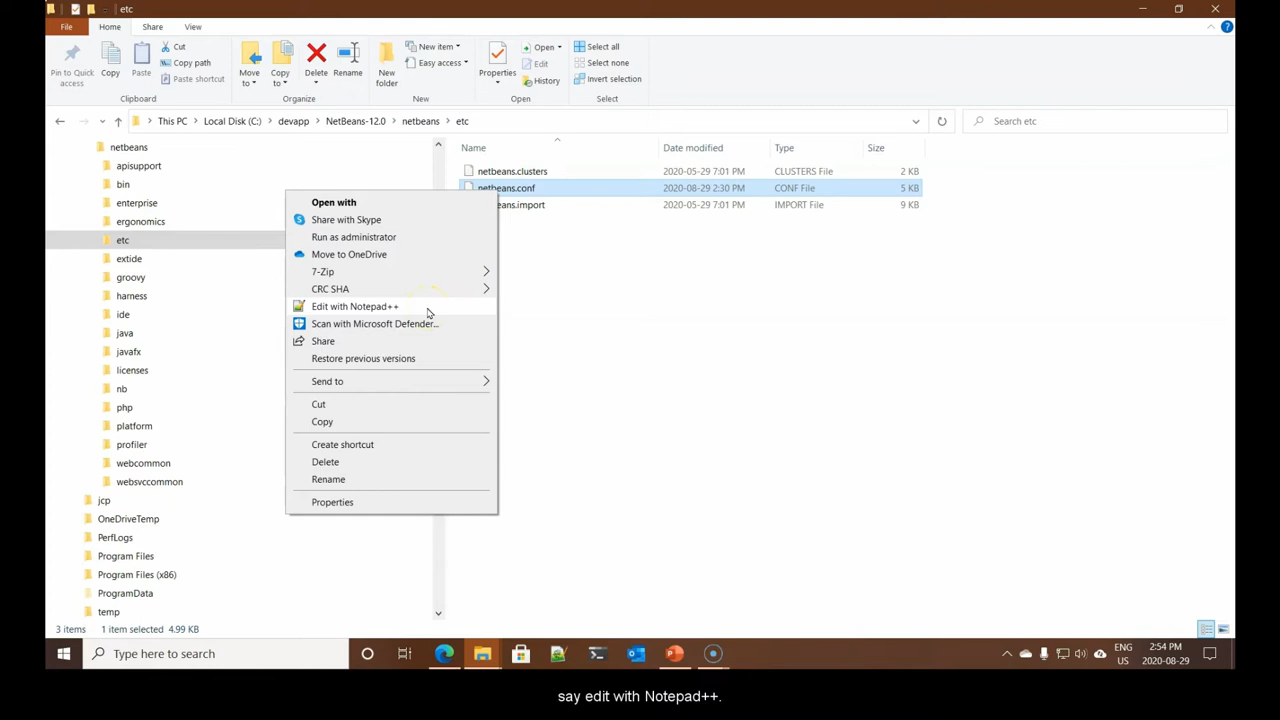 etc
File Home Share View
Pin to Quick access
Copy
Paste
Cut
Copy path
Paste shortcut
Clipboard
Move to
Copy to
Delete
Rename
Organize
New folder
New item
Easy access
New
Properties
Open
Edit
History
Open
Select all
Select none
Invert selection
Select
This PC > Local Disk (C:) > devapp > NetBeans-12.0 > netbeans > etc
Search etc
netbeans
apisupport
bin
enterprise
ergonomics
etc
extide
groovy
harness
ide
java
javafx
licenses
nb
php
platform
profiler
webcommon
websvccommon
jcp
OneDriveTemp
PerfLogs
Program Files
Program Files (x86)
ProgramData
temp
Name Date modified Type Size
netbeans.clusters 2020-05-29 7:01 PM CLUSTERS File 2 KB
netbeans.conf 2020-08-29 2:30 PM CONF File 5 KB
eans.import 2020-05-29 7:01 PM IMPORT File 9 KB
Open with
Share with Skype
Run as administrator
Move to OneDrive
7-Zip
CRC SHA
Edit with Notepad++
Scan with Microsoft Defender...
Share
Restore previous versions
Send to
Cut
Copy
Create shortcut
Delete
Rename
Properties
3 items 1 item selected 4.99 KB
Type here to search
ENG
US
2:54 PM
2020-08-29
say edit with Notepad++.